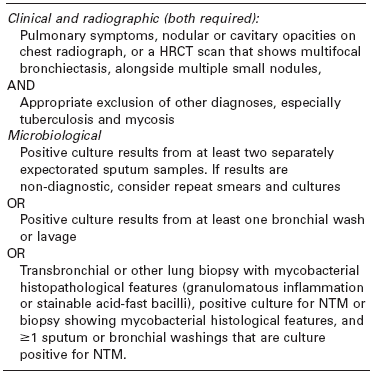 Clinical and radiographic (both required):
Pulmonary symptoms, nodular or cavitary opacities on
chest radiograph, or a HRCT scan that shows multifocal
bronchiectasis, alongside multiple small nodules,
AND
Appropriate exclusion of other diagnoses, especially
tuberculosis and mycosis
Microbiological
Positive culture results from at least two separately
expectorated sputum samples. If results are
non-diagnostic, consider repeat smears and cultures
OR
Positive culture results from at least one bronchial wash
or lavage
OR
Transbronchial or other lung biopsy with mycobacterial
histopathological features (granulomatous inflammation
or stainable acid-fast bacilli), positive culture for NTM or
biopsy showing mycobacterial histological features, and
≥1 sputum or bronchial washings that are culture
positive for NTM.